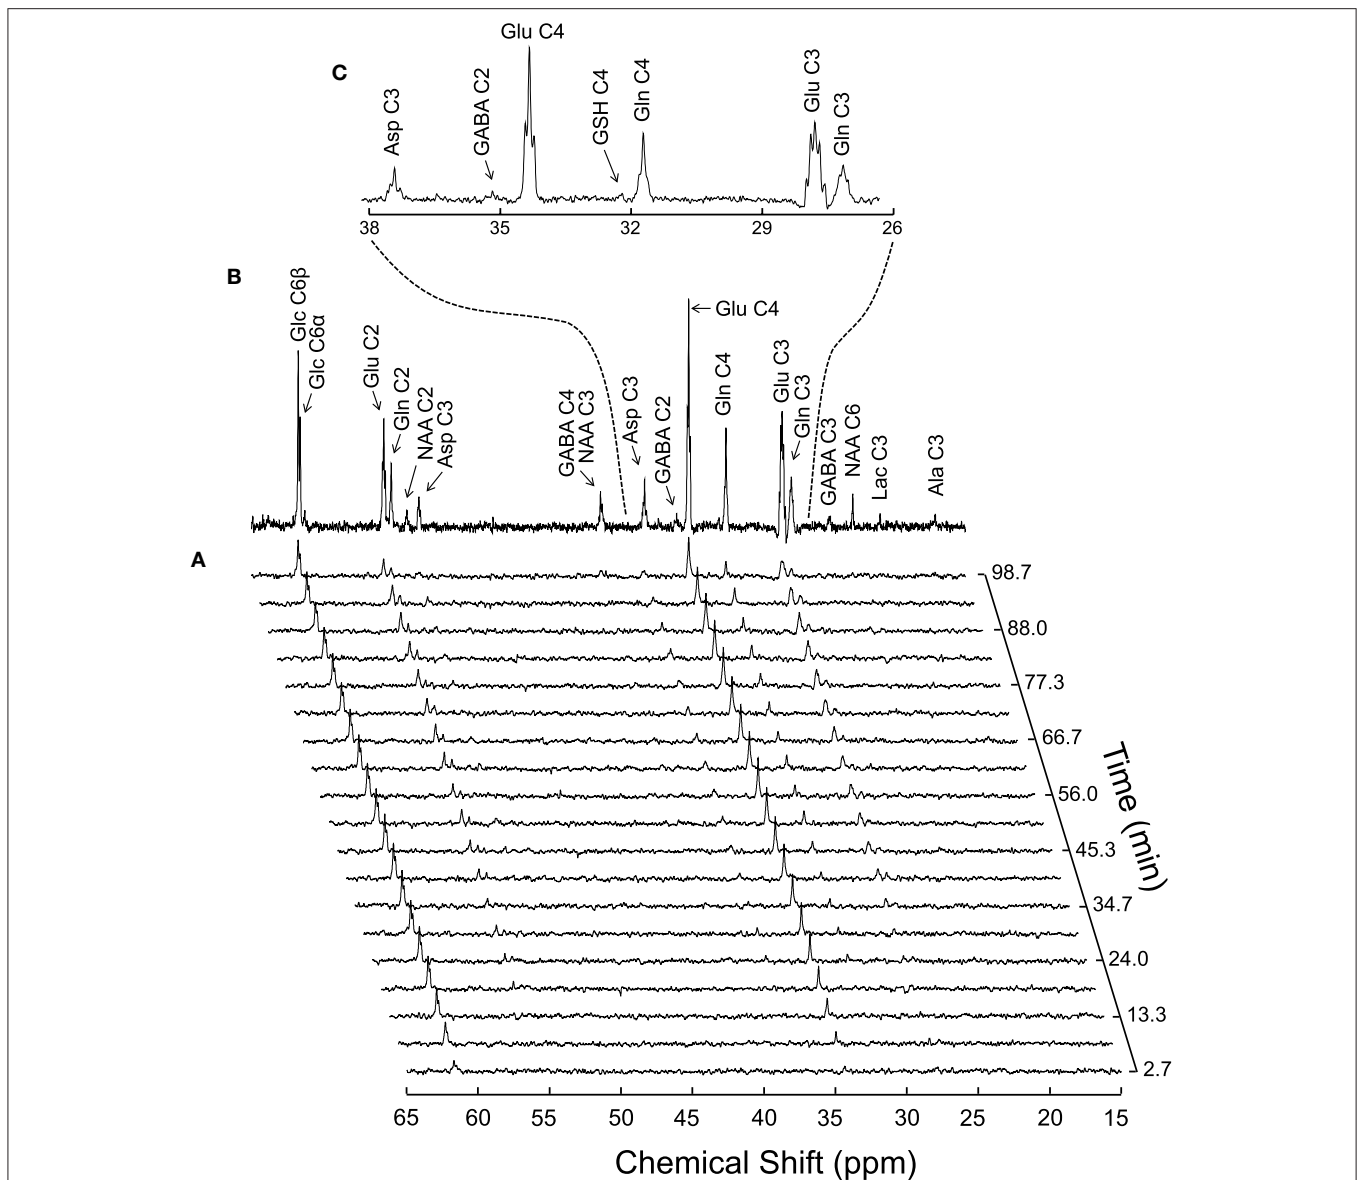 C
Glu C4
Asp C3
GABA C2
GSH C4
Gln C4
Glu C3
Gln C3
38 35 32 29 26
B
Glc C6β
Glc C6α
Glu C2
Gln C2
NAA C2
Asp C3
GABA C4
NAA C3
Asp C3
GABA C2
Glu C4
Gln C4
Glu C3
Gln C3
GABA C3
NAA C6
Lac C3
Ala C3
A
98.7
88.0
77.3
66.7
56.0
45.3
34.7
24.0
13.3
2.7
Time (min)
65 60 55 50 45 40 35 30 25 20 15
Chemical Shift (ppm)